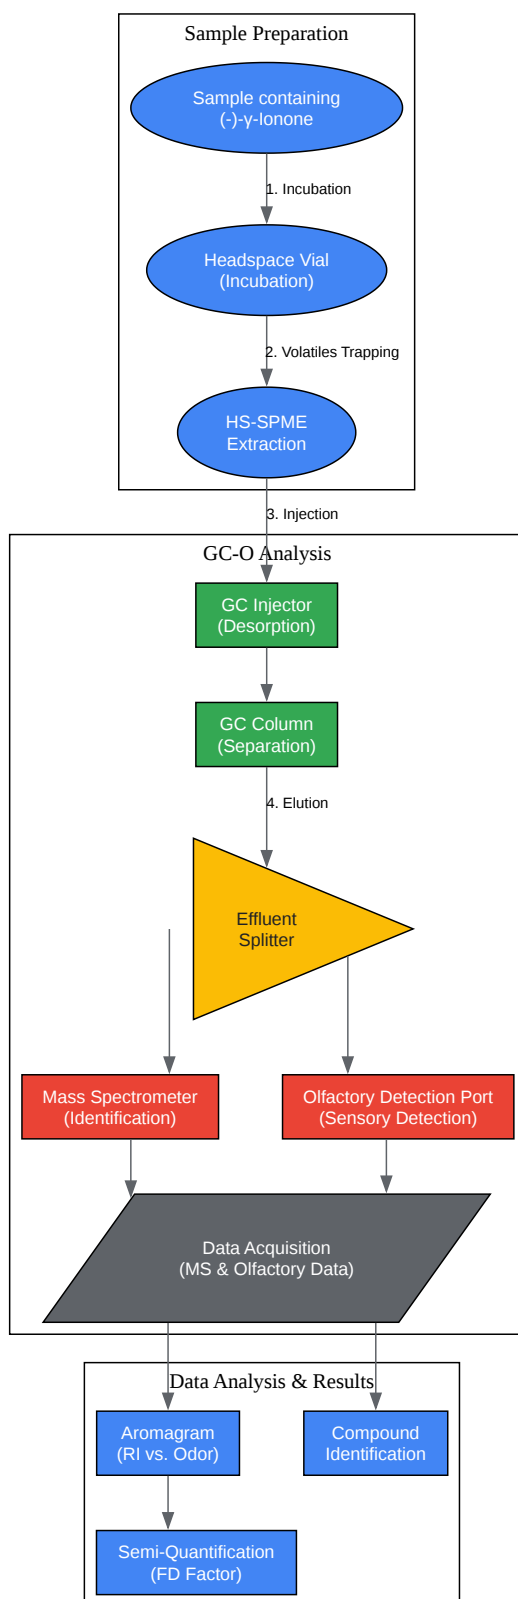 Sample Preparation
Sample containing
(-)-γ-Ionone
1. Incubation
Headspace Vial
(Incubation)
2. Volatiles Trapping
HS-SPME
Extraction
3. Injection
GC-O Analysis
GC Injector
(Desorption)
GC Column
(Separation)
4. Elution
Effluent
Splitter
Mass Spectrometer
(Identification)
Olfactory Detection Port
(Sensory Detection)
Data Acquisition
(MS & Olfactory Data)
Data Analysis & Results
Aromagram
(RI vs. Odor)
Compound
Identification
Semi-Quantification
(FD Factor)